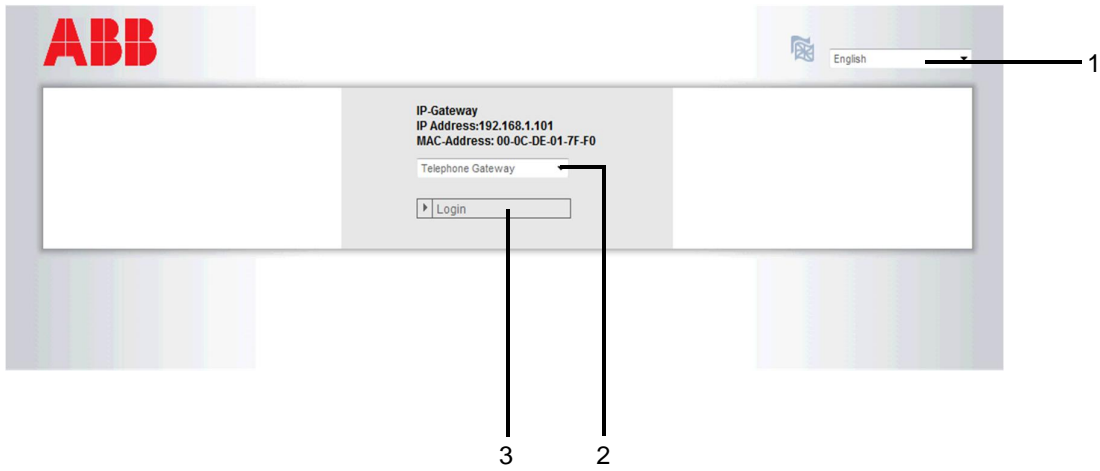 ABB
English
1
IP-Gateway
IP Address:192.168.1.101
MAC-Address: 00-0C-DE-01-7F-F0
Telephone Gateway
Login
3
2